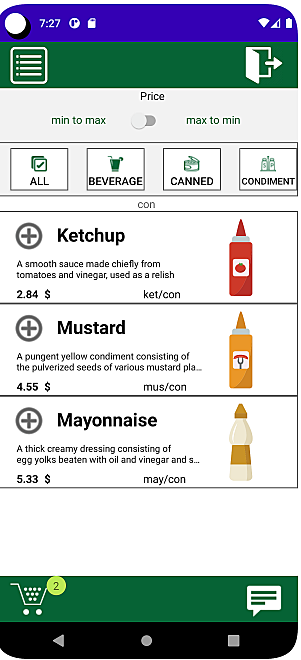 7:27
Price
min to max
max to min
ALL
BEVERAGE
CANNED
CONDIMENT
con
Ketchup
A smooth sauce made chiefly from
tomatoes and vinegar, used as a relish
2.84 $
ket/con
Mustard
A pungent yellow condiment consisting of
the pulverized seeds of various mustard pla...
4.55 $
mus/con
Mayonnaise
A thick creamy dressing consisting of
egg yolks beaten with oil and vinegar and s...
5.33 $
may/con
2